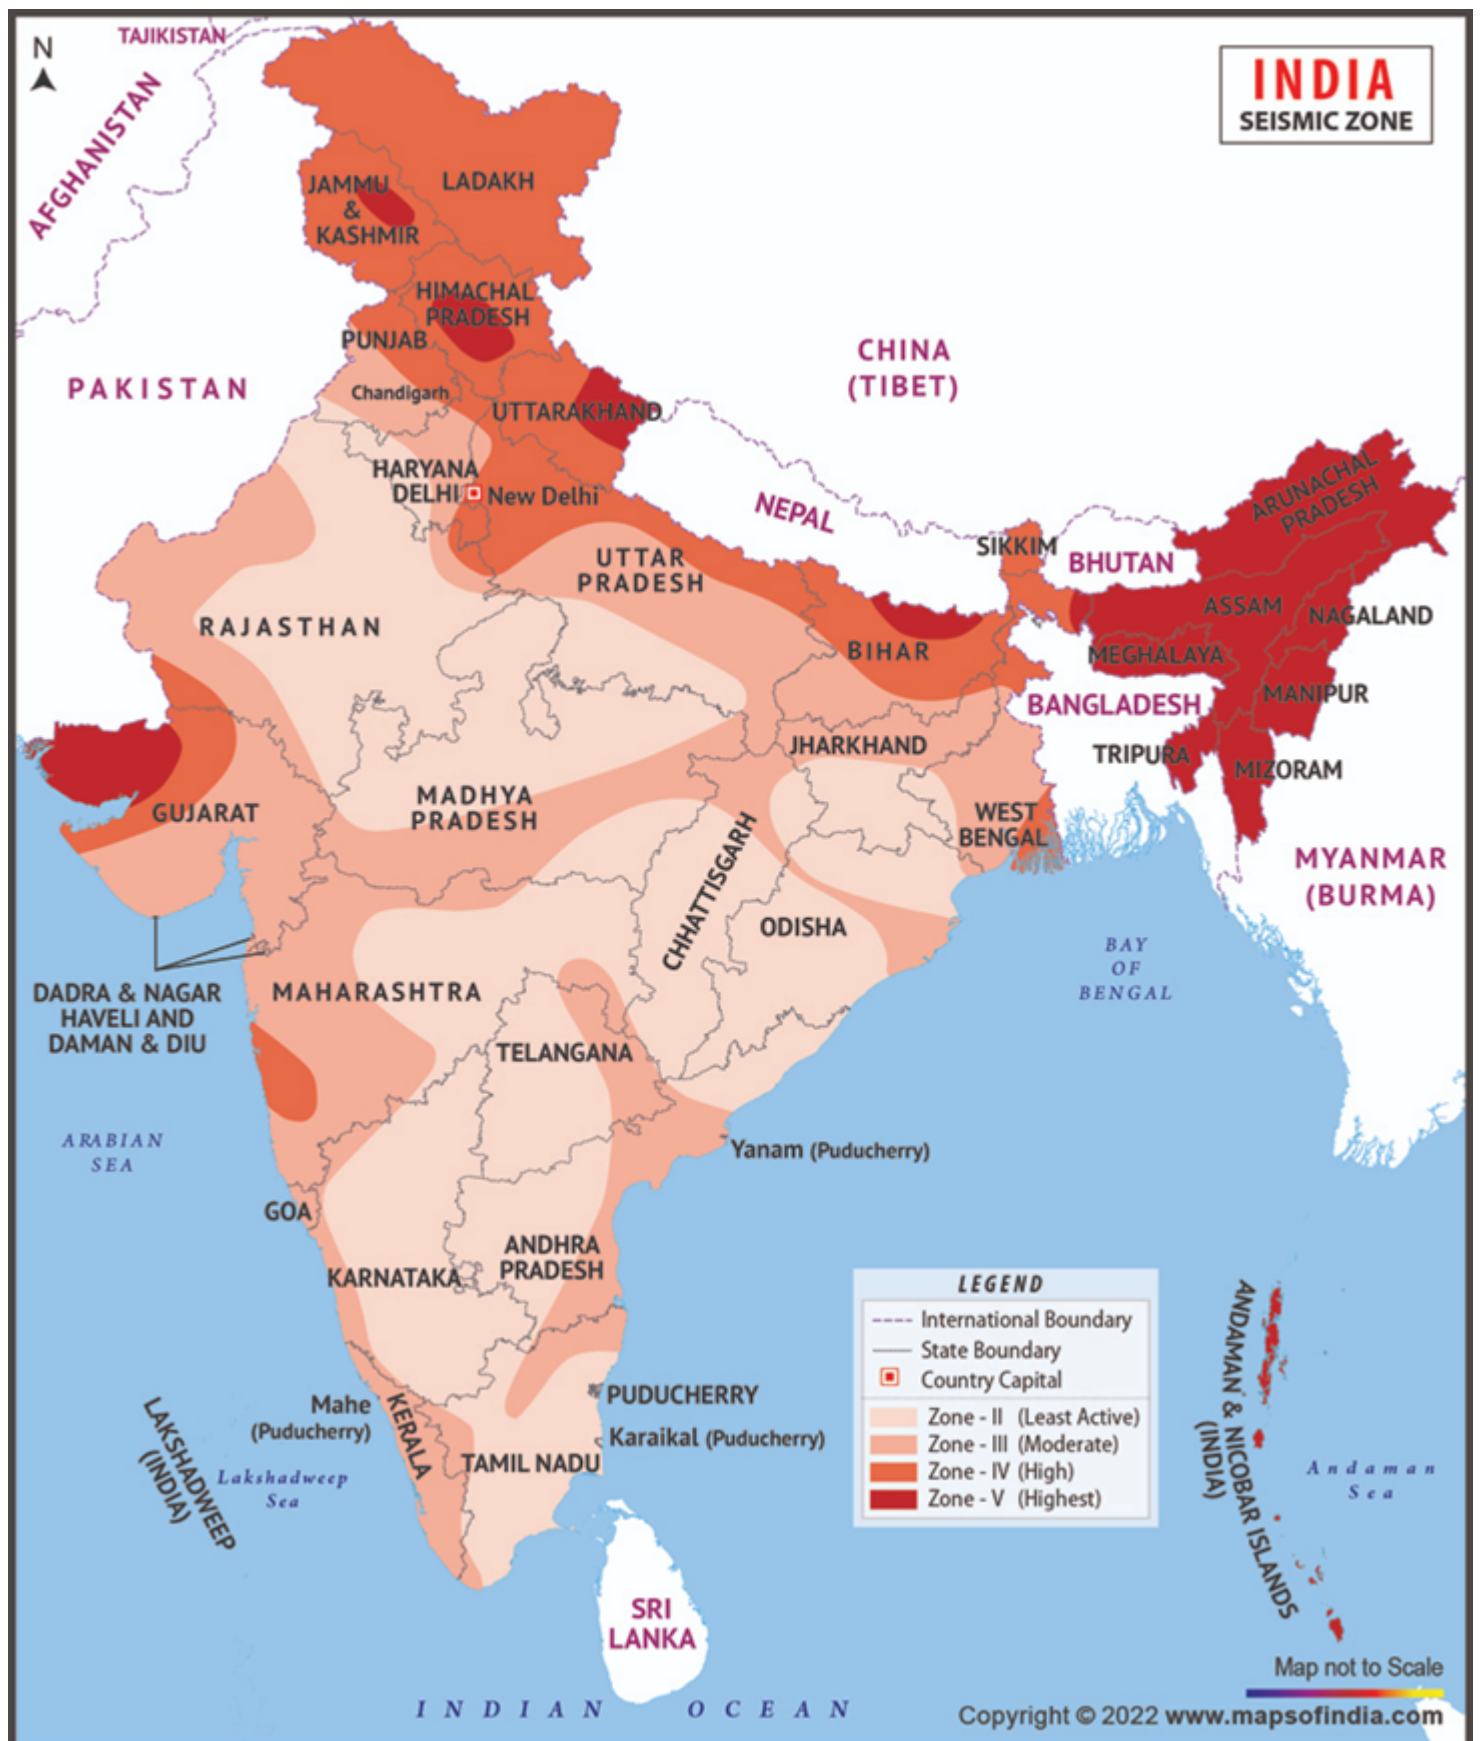 TAJIKISTAN
N
INDIA
SEISMIC ZONE
AFGHANISTAN
JAMMU
&
KASHMIR
LADAKH
HIMACHAL
PRADESH
PUNJAB
CHINA
(TIBET)
PAKISTAN
Chandigarh
UTTARAKHAND
HARYANA
DELHI
New Delhi
NEPAL
ARUNACHAL
PRADESH
SIKKIM
BHUTAN
UTTAR
PRADESH
ASSAM
NAGALAND
RAJASTHAN
BIHAR
MEGHALAYA
MANIPUR
BANGLADESH
JHARKHAND
TRIPURA
MIZORAM
GUJARAT
MADHYA
PRADESH
WEST
BENGAL
CHHATTISGARH
MYANMAR
(BURMA)
ODISHA
BAY
OF
BENGAL
DADRA & NAGAR
HAVELI AND
DAMAN & DIU
MAHARASHTRA
TELANGANA
ARABIAN
SEA
Yanam (Puducherry)
GOA
ANDHRA
PRADESH
KARNATAKA
LEGEND
International Boundary
State Boundary
Country Capital
Zone - II (Least Active)
Zone - III (Moderate)
Zone - IV (High)
Zone - V (Highest)
ANDAMAN & NICOBAR ISLANDS
(INDIA)
Andaman
Sea
Mahe
(Puducherry)
KERALA
PUDUCHERRY
Karaikal (Puducherry)
TAMIL NADU
LAKSHADWEEP
(INDIA)
Lakshadweep
Sea
SRI
LANKA
INDIAN OCEAN
Map not to Scale
Copyright © 2022 www.mapsofindia.com